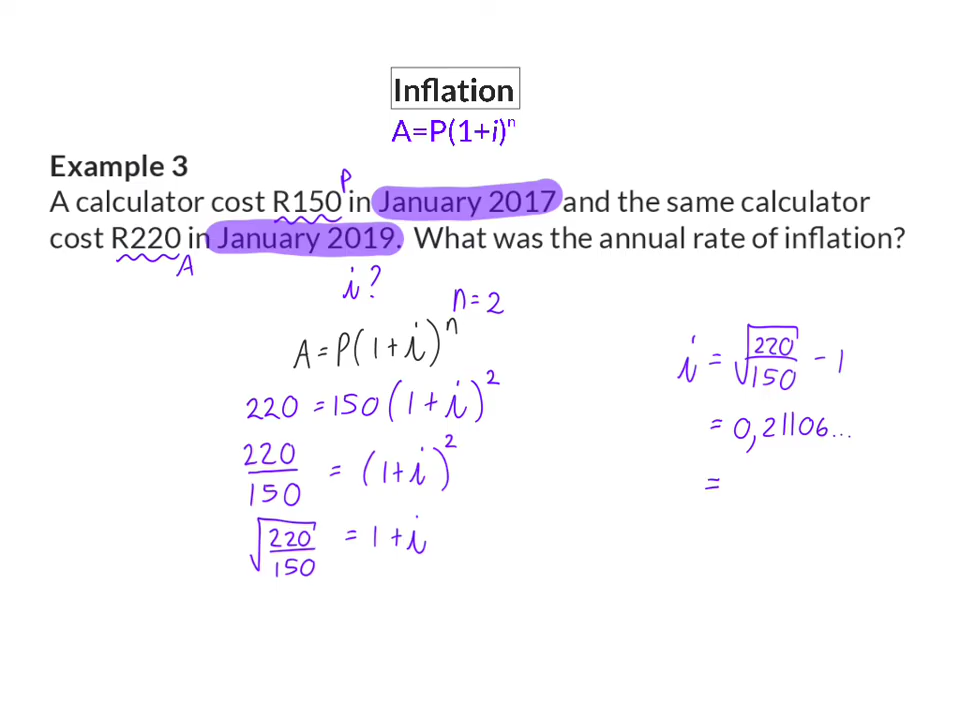 Inflation
A=P(1+i)ⁿ
Example 3
A calculator cost R150 P in January 2017 and the same calculator
cost R220 in January 2019. What was the annual rate of inflation?
A
i?
n=2
A=P(1+i)ⁿ
220 = 150(1+i)²
220/150 = (1+i)²
√(220/150) = 1+i
i = √(220/150) - 1
= 0,21106...
=